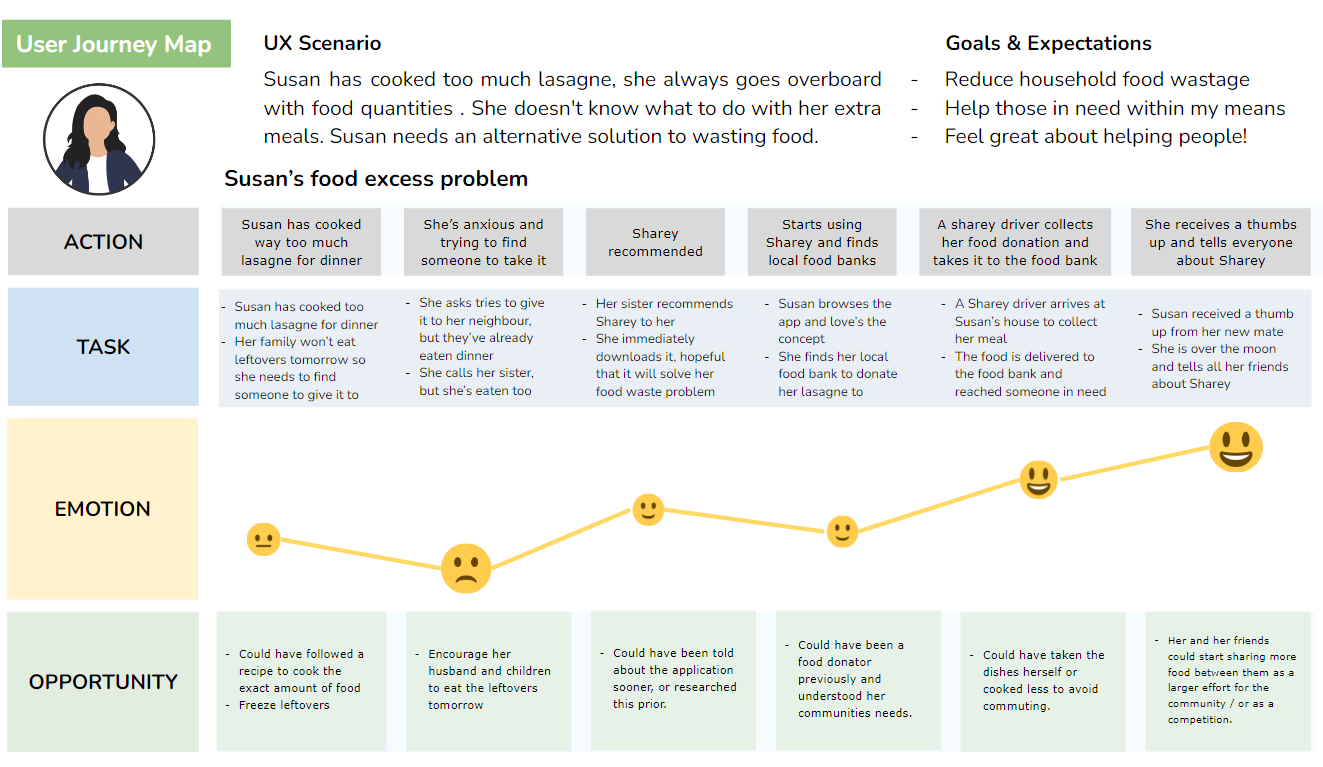 User Journey Map
UX Scenario
Susan has cooked too much lasagne, she always goes overboard
with food quantities . She doesn't know what to do with her extra
meals. Susan needs an alternative solution to wasting food.
Goals & Expectations
- Reduce household food wastage
- Help those in need within my means
- Feel great about helping people!
Susan's food excess problem
ACTION
Susan has cooked
way too much
lasagne for dinner
She's anxious and
trying to find
someone to take it
Sharey
recommended
Starts using
Sharey and finds
local food banks
A sharey driver collects
her food donation and
takes it to the food bank
She receives a thumbs
up and tells everyone
about Sharey
TASK
- Susan has cooked too
much lasagne for dinner
- Her family won't eat
leftovers tomorrow so
she needs to find
someone to give it to
- She asks tries to give
it to her neighbour,
but they've already
eaten dinner
- She calls her sister,
but she's eaten too
- Her sister recommends
Sharey to her
- She immediately
downloads it, hopeful
that it will solve her
food waste problem
- Susan browses the
app and love's the
concept
- She finds her local
food bank to donate
her lasagne to
- A Sharey driver arrives at
Susan's house to collect
her meal
- The food is delivered to
the food bank and
reached someone in need
- Susan received a thumb
up from her new mate
- She is over the moon
and tells all her friends
about Sharey
EMOTION
OPPORTUNITY
- Could have followed a
recipe to cook the
exact amount of food
- Freeze leftovers
- Encourage her
husband and children
to eat the leftovers
tomorrow
- Could have been told
about the application
sooner, or researched
this prior.
- Could have been a
food donator
previously and
understood her
communities needs.
- Could have taken the
dishes herself or
cooked less to avoid
commuting.
- Her and her friends
could start sharing more
food between them as a
larger effort for the
community / or as a
competition.